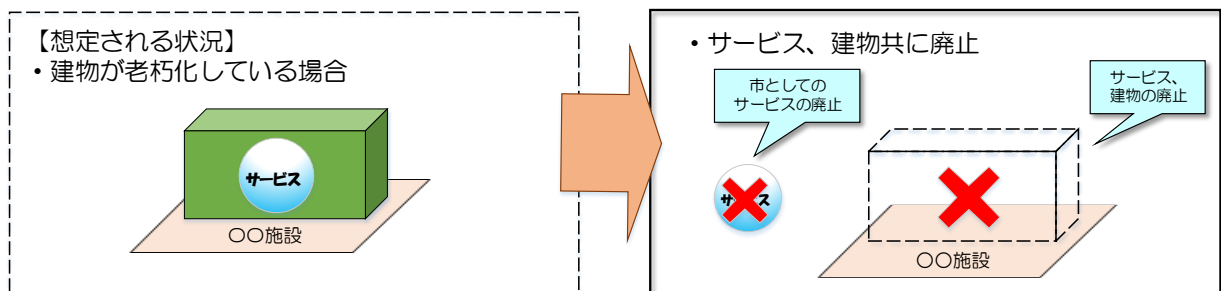 【想定される状況】
・建物が老朽化している場合
サービス
〇〇施設
・サービス、建物共に廃止
市としての
サービスの廃止
サービス、
建物の廃止
〇〇施設